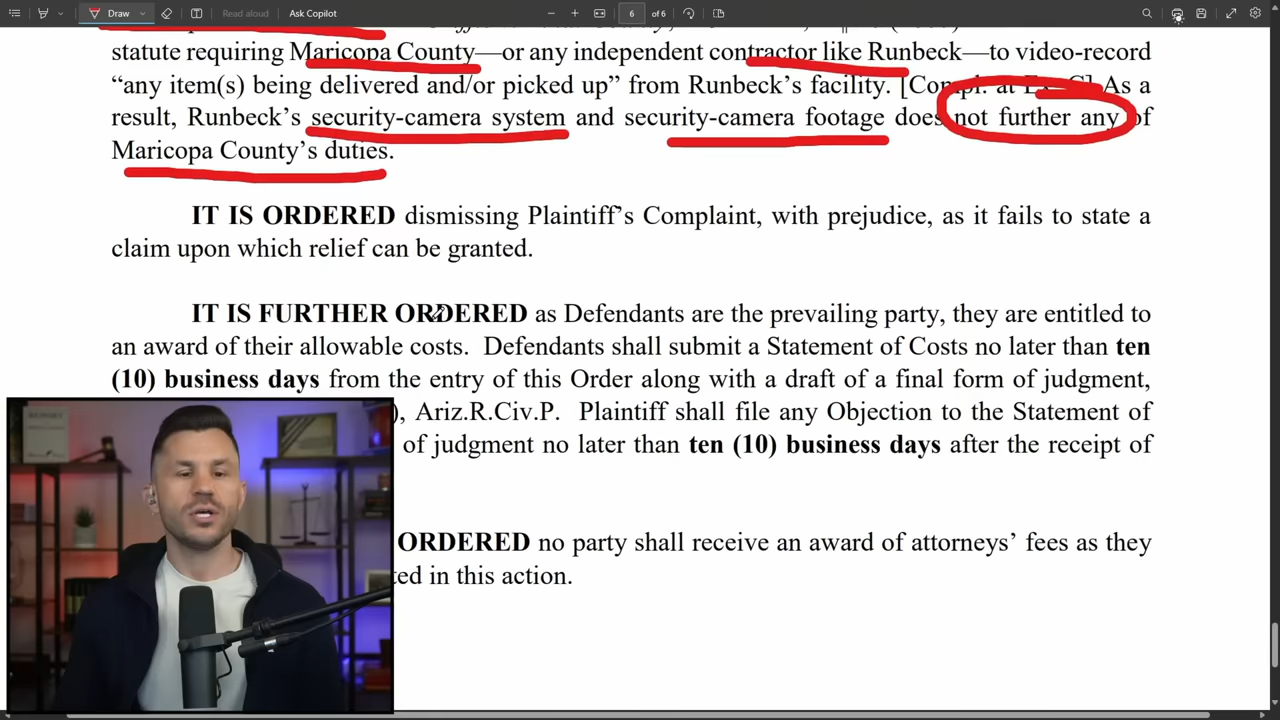 Draw
Read aloud
Ask Copilot
6 of 6
statute requiring Maricopa County—or any independent contractor like Runbeck—to video-record
“any item(s) being delivered and/or picked up” from Runbeck’s facility. [Compl. at Ex. C] As a
result, Runbeck’s security-camera system and security-camera footage does not further any of
Maricopa County’s duties.
IT IS ORDERED dismissing Plaintiff’s Complaint, with prejudice, as it fails to state a
claim upon which relief can be granted.
IT IS FURTHER ORDERED as Defendants are the prevailing party, they are entitled to
an award of their allowable costs. Defendants shall submit a Statement of Costs no later than ten
(10) business days from the entry of this Order along with a draft of a final form of judgment,
), Ariz.R.Civ.P. Plaintiff shall file any Objection to the Statement of
of judgment no later than ten (10) business days after the receipt of
ORDERED no party shall receive an award of attorneys’ fees as they
ted in this action.